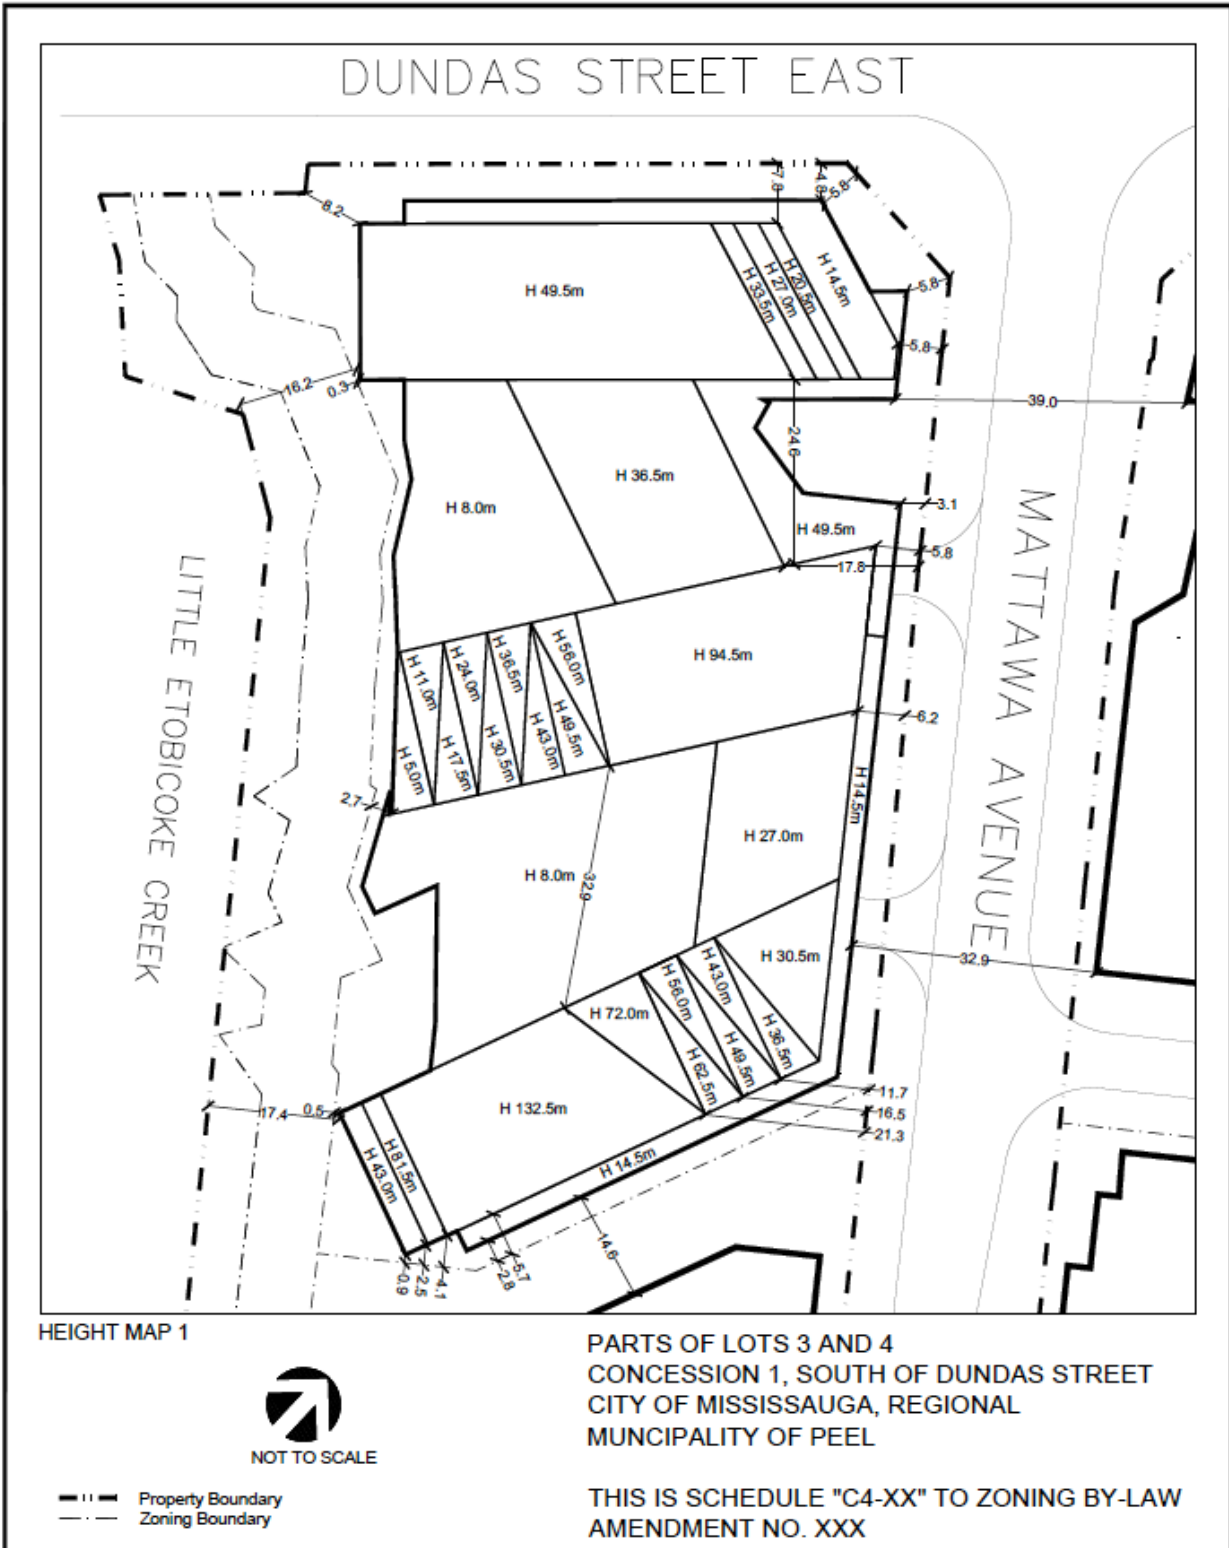 DUNDAS STREET EAST
7.8
4.8
5.8
8.2
H 49.5m
H 33.5m
H 27.0m
H 20.5m
H 14.5m
5.8
5.8
16.2
0.3
39.0
24.6
H 36.5m
H 8.0m
H 49.5m
3.1
5.8
17.8
MATTAWA AVENUE
LITTLE ETOBICOKE CREEK
H 11.0m
H 24.0m
H 36.5m
H 56.0m
H 94.5m
H 5.0m
H 17.5m
H 30.5m
H 43.0m
H 49.5m
6.2
2.7
H 14.5m
H 27.0m
H 8.0m
32.9
H 30.5m
32.9
H 72.0m
H 56.0m
H 43.0m
H 62.5m
H 49.5m
H 36.5m
11.7
16.5
21.3
17.4
0.5
H 132.5m
H 43.0m
H 81.5m
H 14.5m
14.6
0.9
2.5
4.1
2.8
5.7
HEIGHT MAP 1
NOT TO SCALE
Property Boundary
Zoning Boundary
PARTS OF LOTS 3 AND 4
CONCESSION 1, SOUTH OF DUNDAS STREET
CITY OF MISSISSAUGA, REGIONAL
MUNCIPALITY OF PEEL
THIS IS SCHEDULE "C4-XX" TO ZONING BY-LAW
AMENDMENT NO. XXX